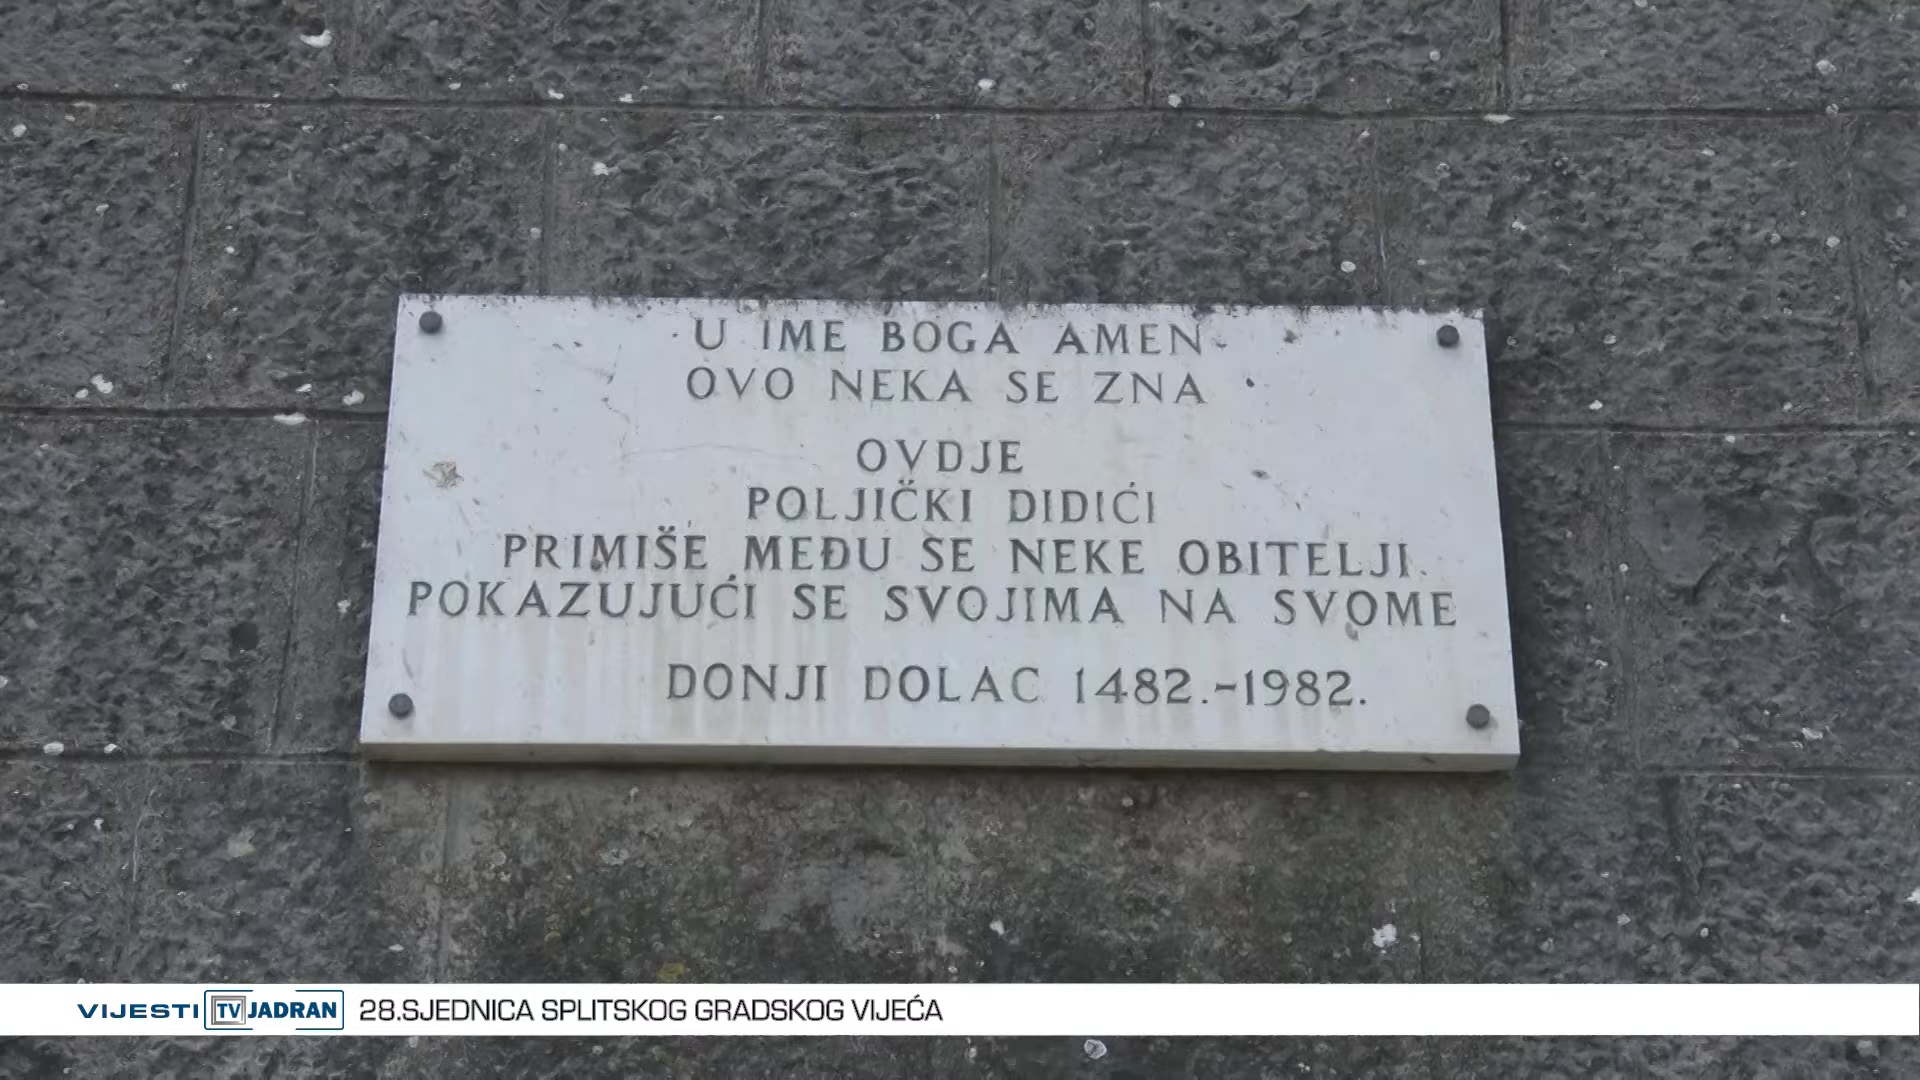 U IME BOGA AMEN
OVO NEKA SE ZNA
OVDJE
POLJIČKI DIDIĆI
PRIMIŠE MEĐU SE NEKE OBITELJI
POKAZUJUĆI SE SVOJIMA NA SVOME
DONJI DOLAC 1482.-1982.
VIJESTI TV JADRAN 28.SJEDNICA SPLITSKOG GRADSKOG VIJEĆA